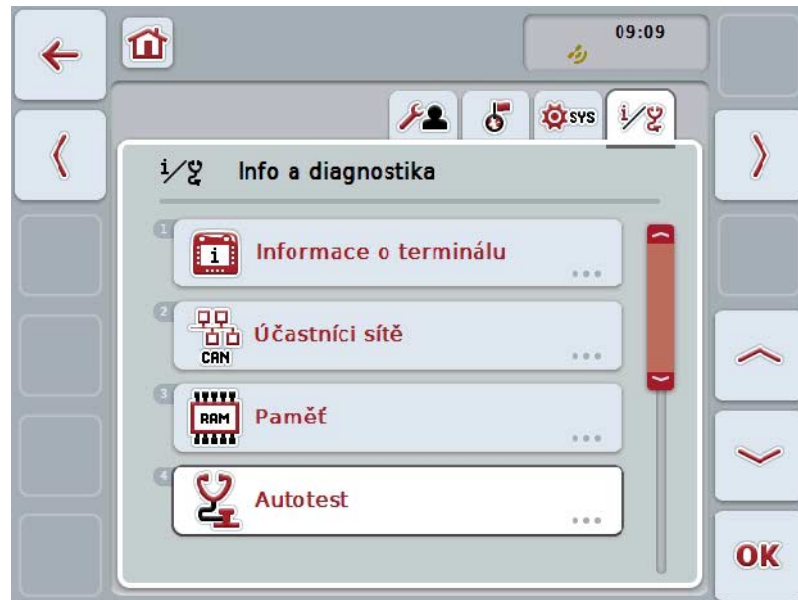 09:09
SYS
i
i
Info a diagnostika
1
i
Informace o terminálu
2
CAN
Účastníci sítě
3
RAM
Paměť
4
Autotest
OK